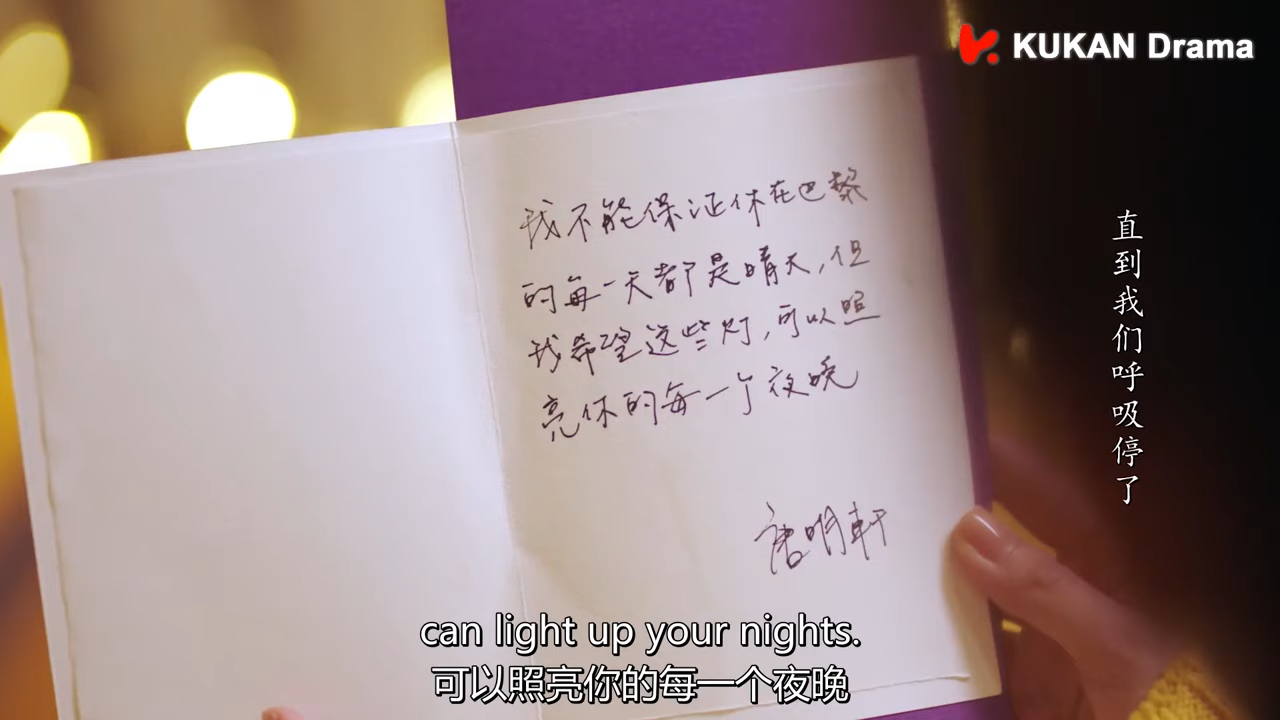 KUKAN Drama
我不能保证你在巴黎
的每一天都是晴天，但
我希望这些灯，可以照
亮你的每一个夜晚
唐明轩
直到我们呼吸停了
can light up your nights.
可以照亮你的每一个夜晚